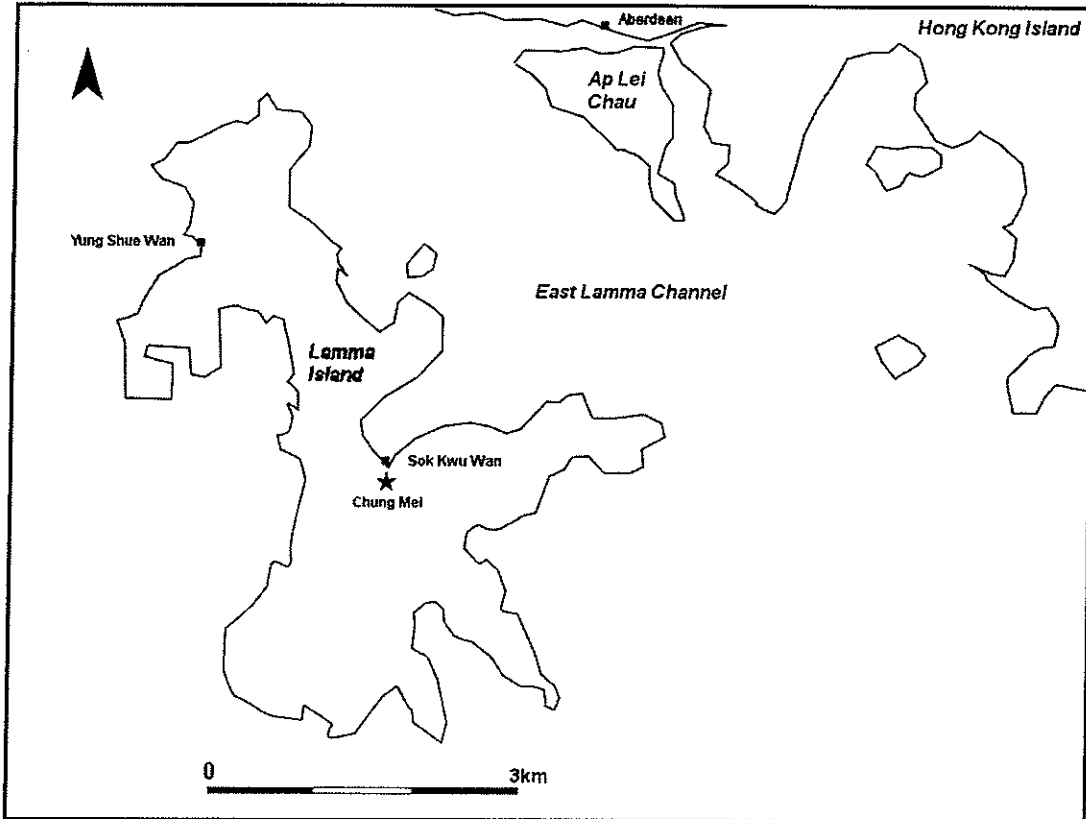 Aberdeen
Hong Kong Island
Ap Lei
Chau
Yung Shue Wan
East Lamma Channel
Lamma
Island
Sok Kwu Wan
Chung Mei
0
3km